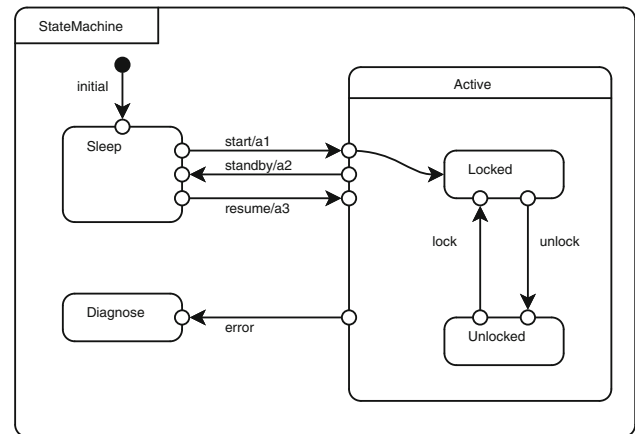 StateMachine
initial
Active
Sleep
start/a1
standby/a2
resume/a3
Locked
lock
unlock
Diagnose
error
Unlocked